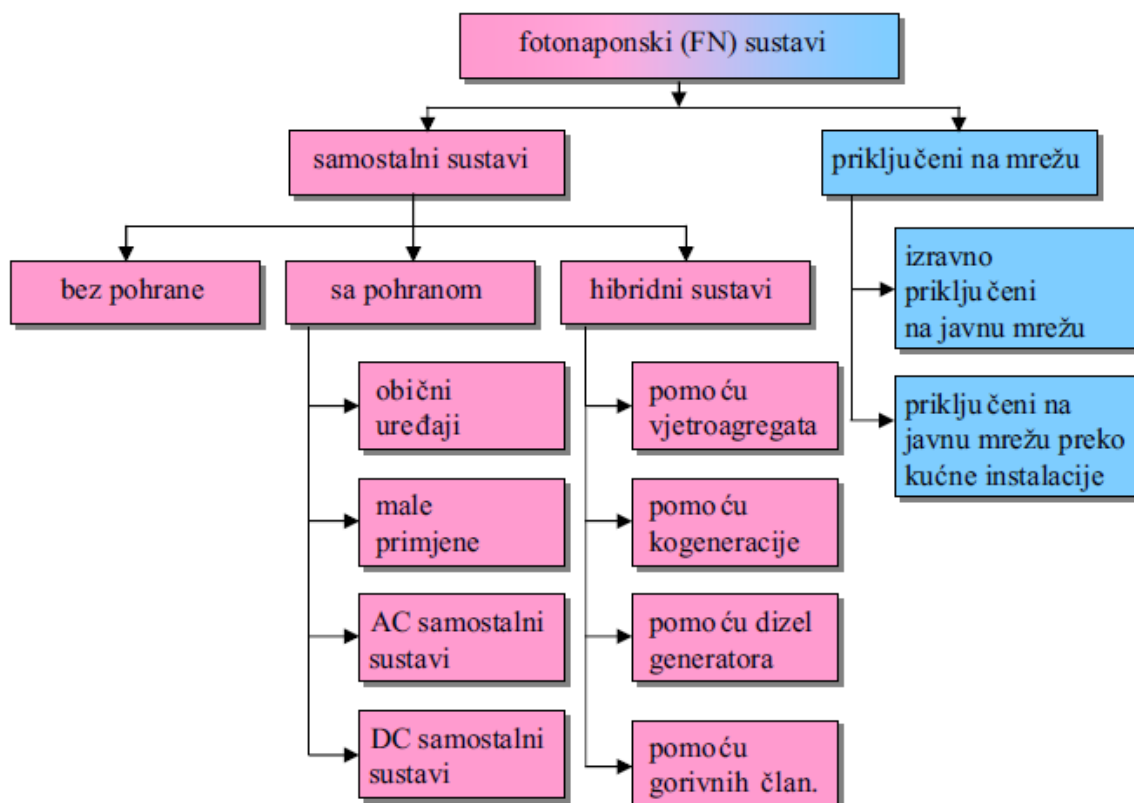 fotonaponski (FN) sustavi
samostalni sustavi
priključeni na mrežu
bez pohrane
sa pohranom
hibridni sustavi
izravno
priključeni
na javnu mrežu
obični
uređaji
pomoću
vjetroagregata
priključeni na
javnu mrežu preko
kućne instalacije
male
primjene
pomoću
kogeneracije
AC samostalni
sustavi
pomoću dizel
generatora
DC samostalni
sustavi
pomoću
gorivnih član.